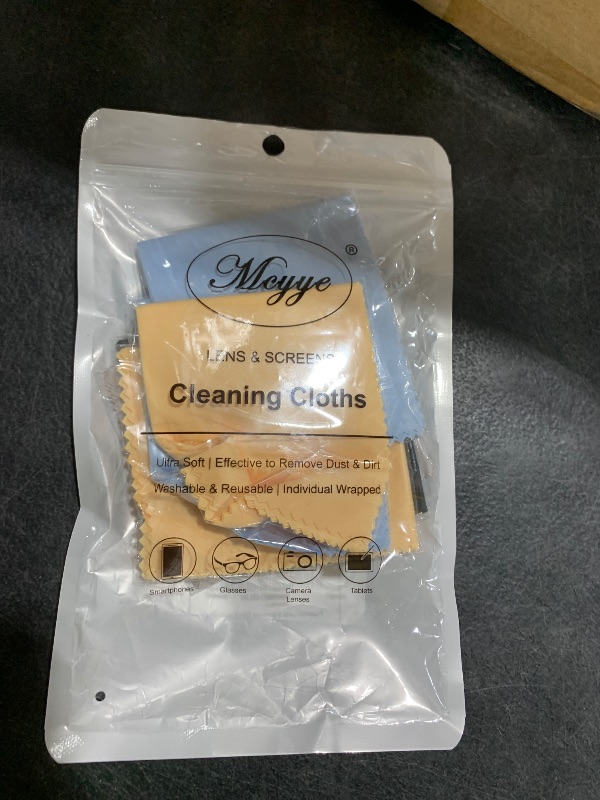 Mcyye ®
LENS & SCREENS
Cleaning Cloths
Ultra Soft | Effective to Remove Dust & Dirt
Washable & Reusable | Individual Wrapped
Smartphones Glasses Camera Lenses Tablets